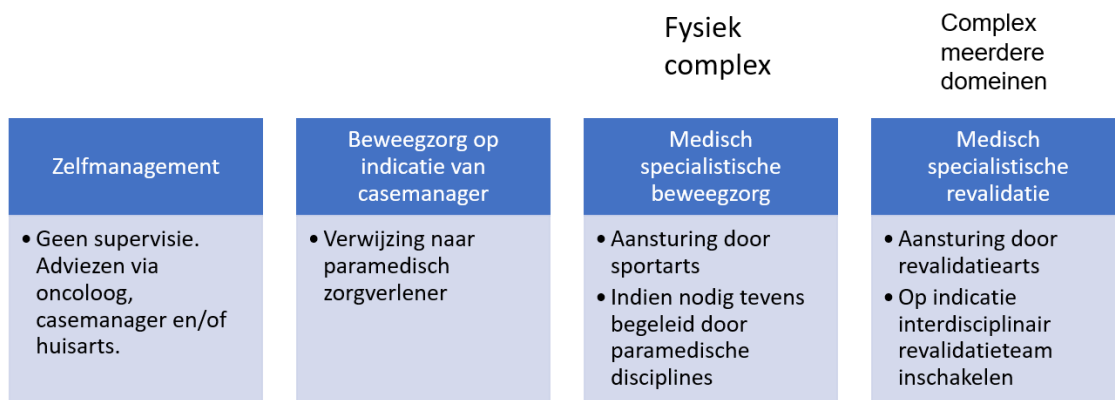 Fysiek
complex
Complex
meerdere
domeinen
Zelfmanagement
• Geen supervisie.
Adviezen via
oncoloog,
casemanager en/of
huisarts.
Beweegzorg op
indicatie van
casemanager
• Verwijzing naar
paramedisch
zorgverlener
Medisch
specialistische
beweegzorg
• Aansturing door
sportarts
• Indien nodig tevens
begeleid door
paramedische
disciplines
Medisch
specialistische
revalidatie
• Aansturing door
revalidatiearts
• Op indicatie
interdisciplinair
revalidatieteam
inschakelen